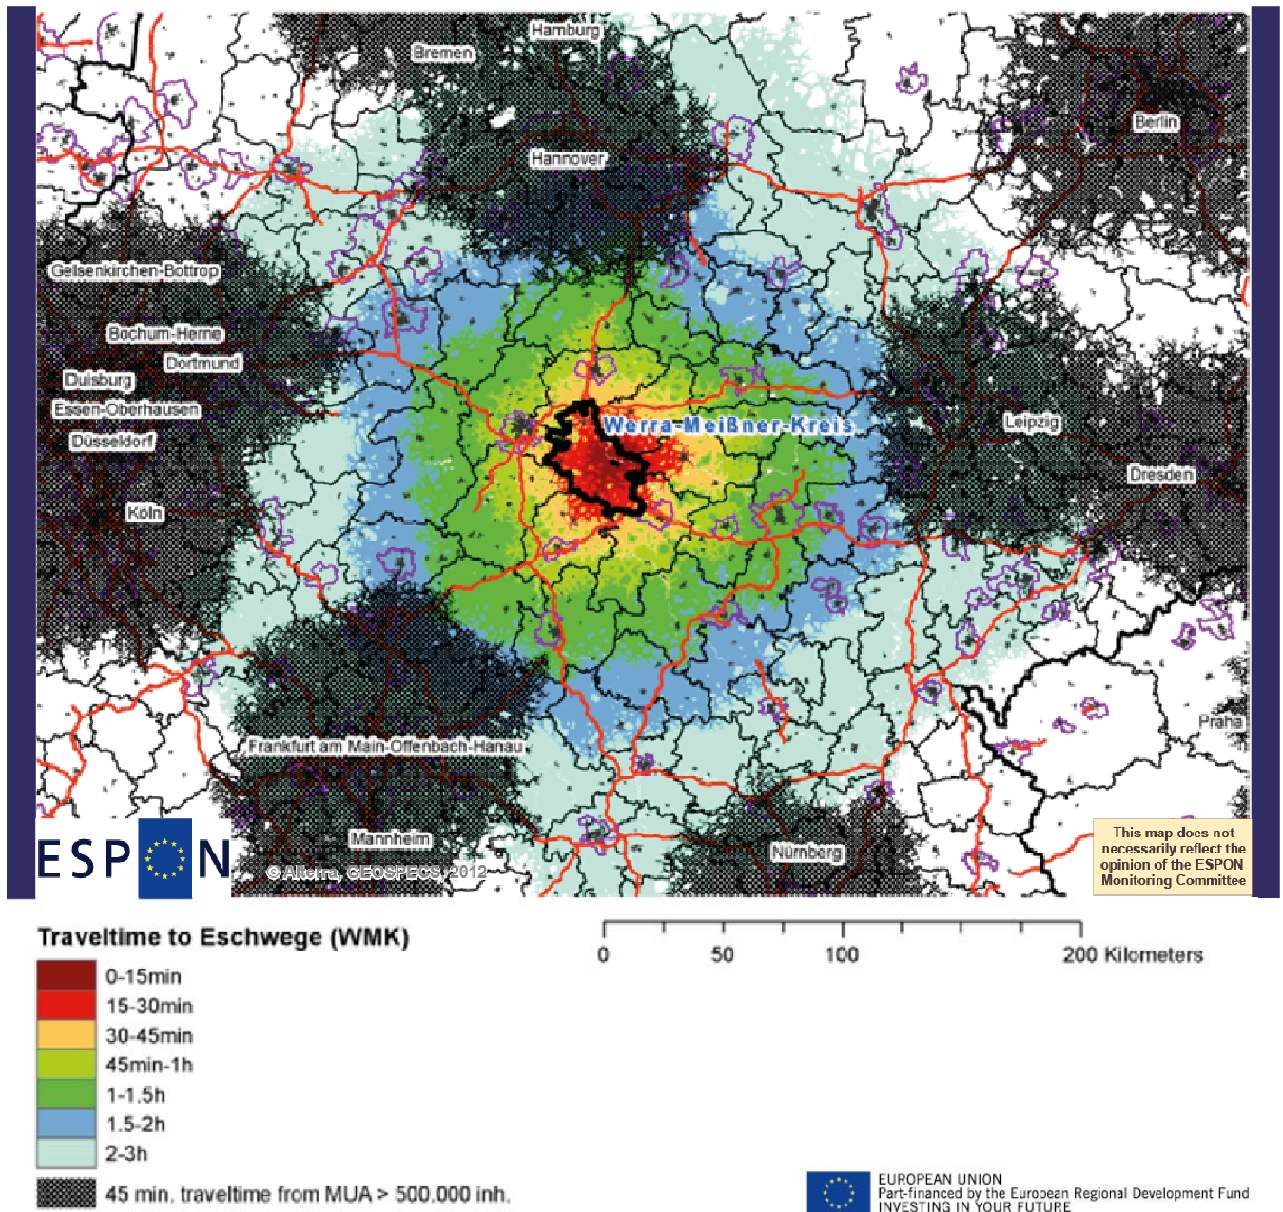 Hamburg
Bremen
Berlin
Hannover
Gelsenkirchen-Bottrop
Bochum-Herne
Dortmund
Duisburg
Essen-Oberhausen
Düsseldorf
Werra-Meißner-Kreis
Leipzig
Dresden
Köln
Praha
Frankfurt am Main-Offenbach-Hanau
Mannheim
Nürnberg
ESPON
© Alterra, GEOSPECS, 2012
This map does not
necessarily reflect the
opinion of the ESPON
Monitoring Committee
Traveltime to Eschwege (WMK)
0-15min
15-30min
30-45min
45min-1h
1-1.5h
1.5-2h
2-3h
45 min. traveltime from MUA > 500.000 inh.
0 50 100 200 Kilometers
EUROPEAN UNION
Part-financed by the European Regional Development Fund
INVESTING IN YOUR FUTURE